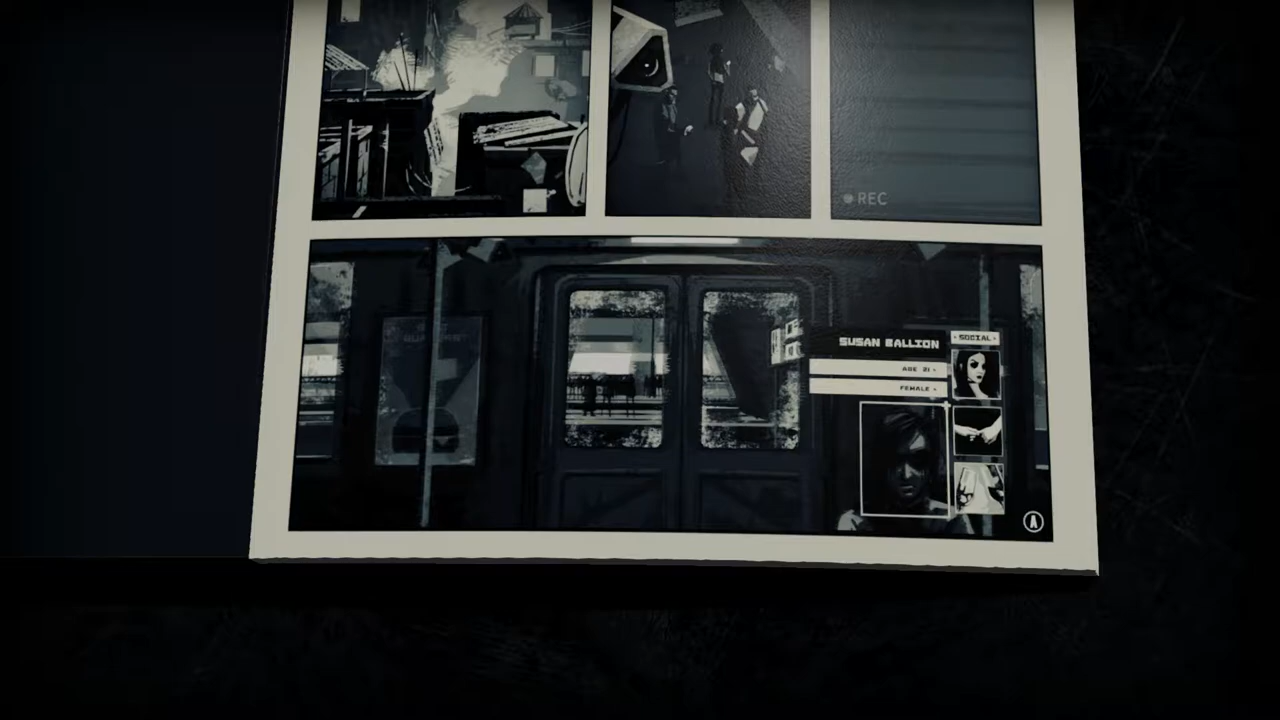 REC
SUSAN BALLION
SOCIAL
AGE 21
FEMALE
A